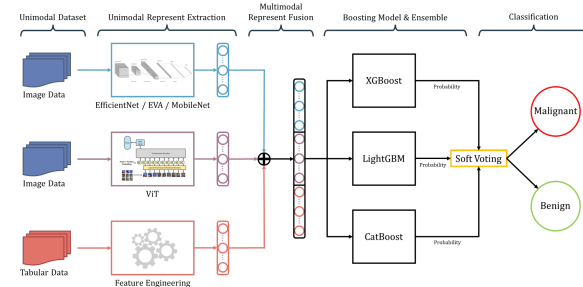 Unimodal Dataset
Unimodal Represent Extraction
Multimodal
Represent Fusion
Boosting Model & Ensemble
Classification
Image Data
EfficientNet / EVA / MobileNet
Image Data
ViT
Tabular Data
Feature Engineering
XGBoost
Probability
LightGBM
Probability
CatBoost
Probability
Soft Voting
Malignant
Benign